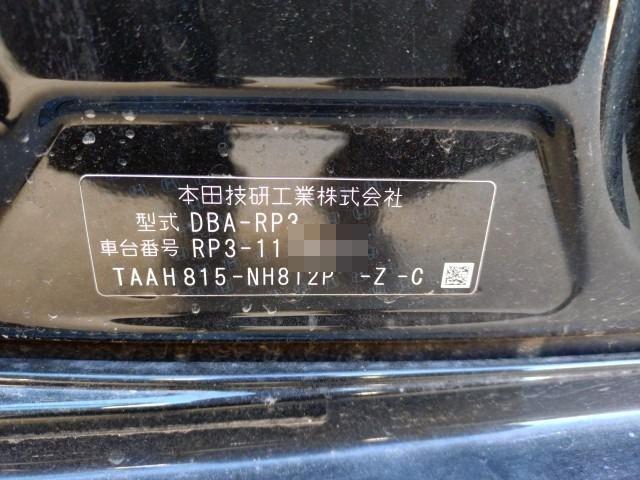 本田技研工業株式会社
型式 DBA-RP3
車台番号 RP3-11
TAAH815-NH812P -Z -C